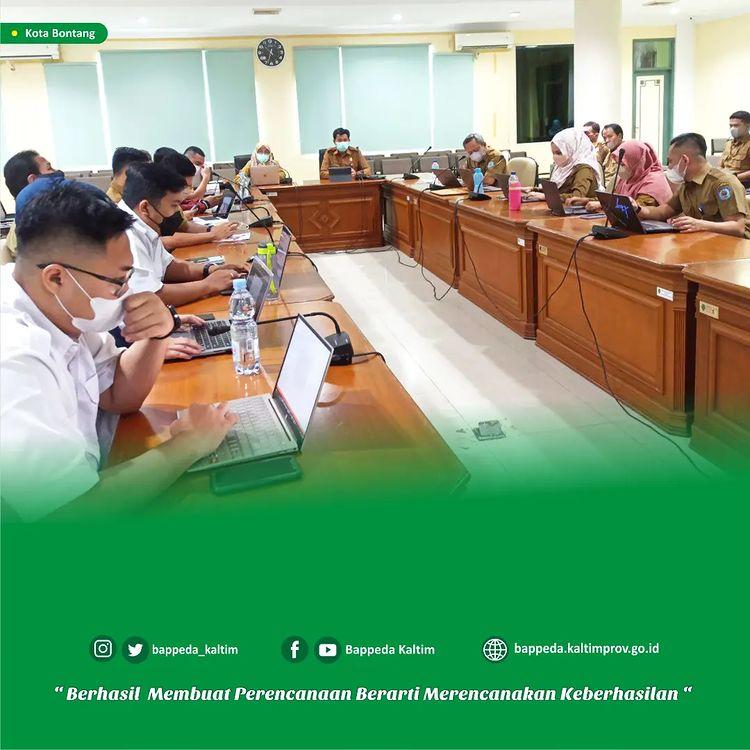 Kota Bontang
bappeda_kaltim
Bappeda Kaltim
bappeda.kaltimprov.go.id
“ Berhasil Membuat Perencanaan Berarti Merencanakan Keberhasilan “